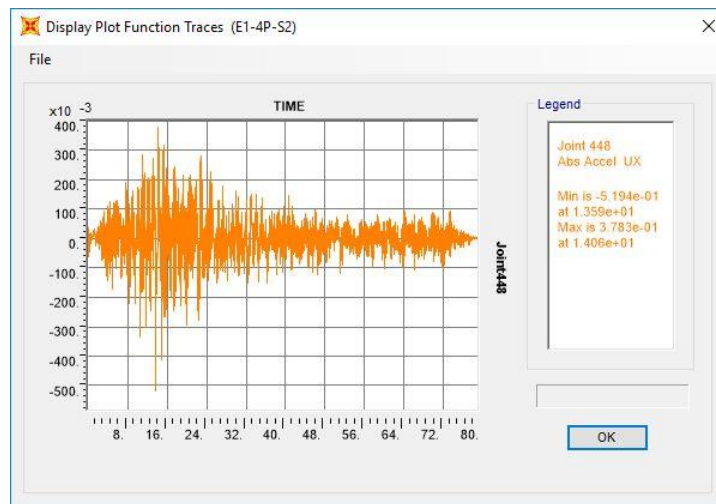 Display Plot Function Traces (E1-4P-S2)
File
x10 -3
TIME
400.
300.
200.
100.
0.
-100.
-200.
-300.
-400.
-500.
8. 16. 24. 32. 40. 48. 56. 64. 72. 80.
Joint448
Legend
Joint 448
Abs Accel UX
Min is -5.194e-01
at 1.359e+01
Max is 3.783e-01
at 1.406e+01
OK